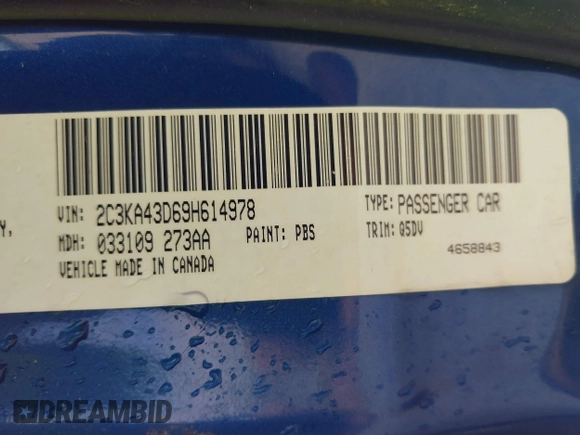 VIN: 2C3KA43D69H614978 TYPE: PASSENGER CAR
Y, MDH: 033109 273AA PAINT: PBS TRIM: Q5DV
VEHICLE MADE IN CANADA 4658843
DREAMBID